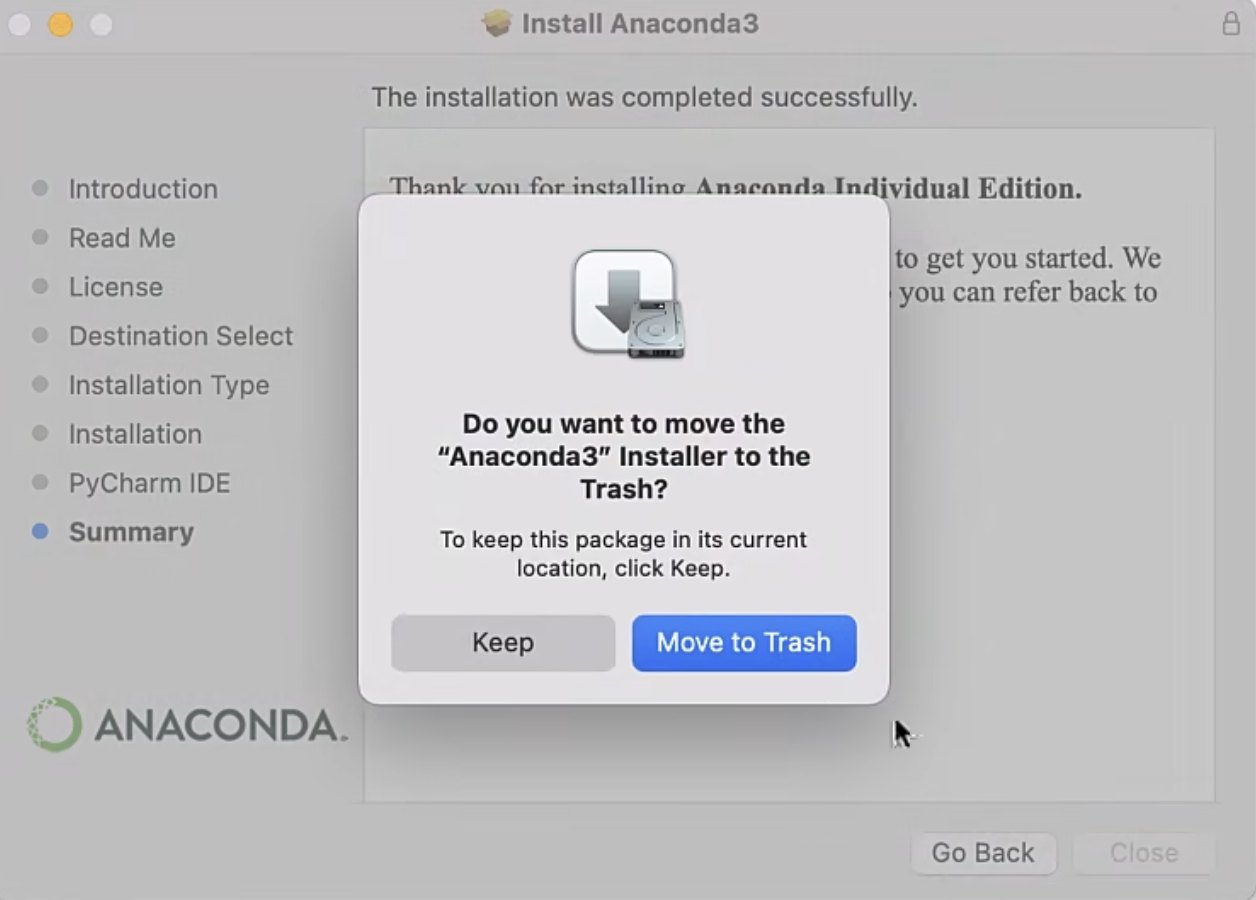 Install Anaconda3
The installation was completed successfully.
Introduction
Read Me
License
Destination Select
Installation Type
Installation
PyCharm IDE
Summary
ANACONDA.
Thank you for installing Anaconda Individual Edition.
to get you started. We
you can refer back to
Do you want to move the
“Anaconda3” Installer to the
Trash?
To keep this package in its current
location, click Keep.
Keep
Move to Trash
Go Back
Close